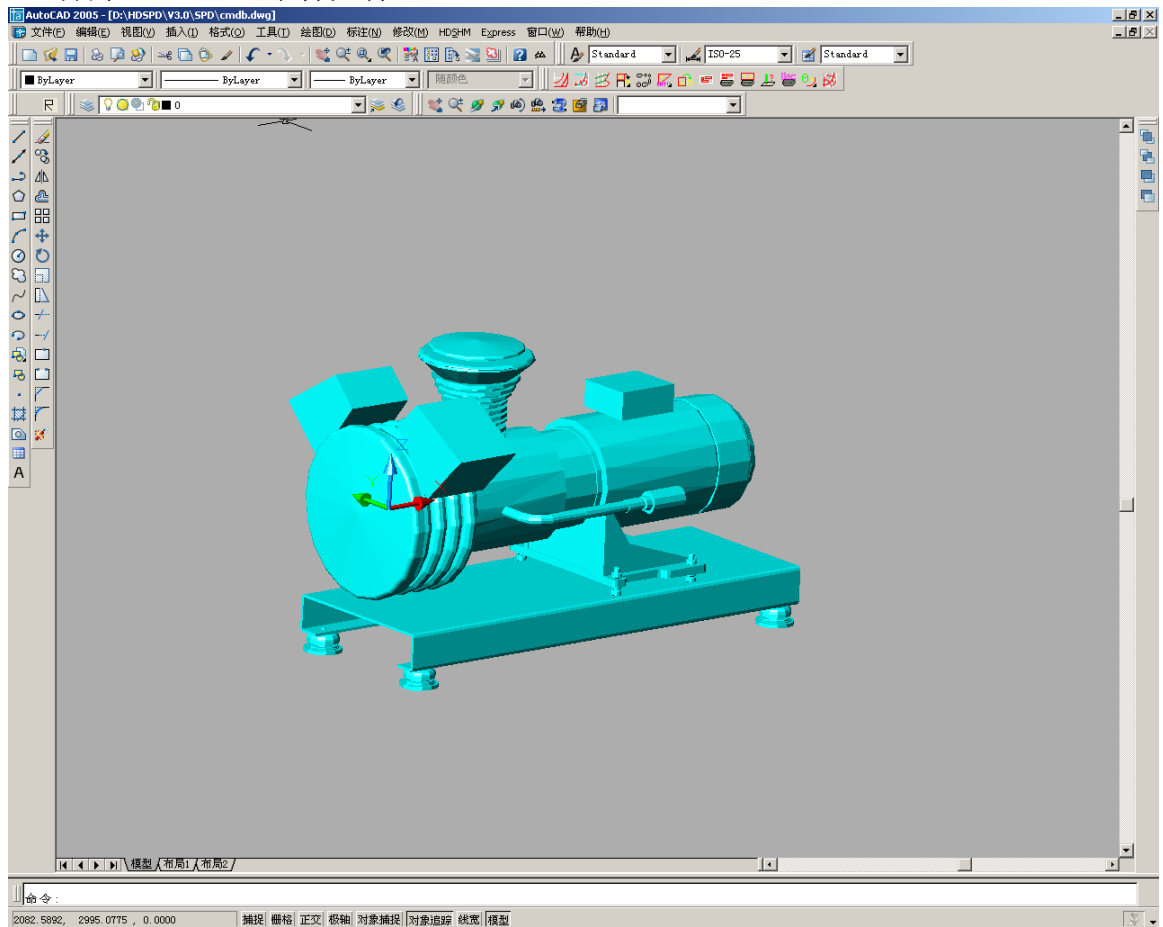 AutoCAD 2005 - [D:\HDSPD\V3.0\SPD\cmdb.dwg]
文件(F) 编辑(E) 视图(V) 插入(I) 格式(O) 工具(T) 绘图(D) 标注(N) 修改(M) HDSHM Express 窗口(W) 帮助(H)
Standard ISO-25 Standard
ByLayer ByLayer ByLayer 随颜色
0
A
Z
Y
X
模型 布局1 布局2
命令:
2082.5892, 2995.0775 , 0.0000 捕捉 栅格 正交 极轴 对象捕捉 对象追踪 线宽 模型